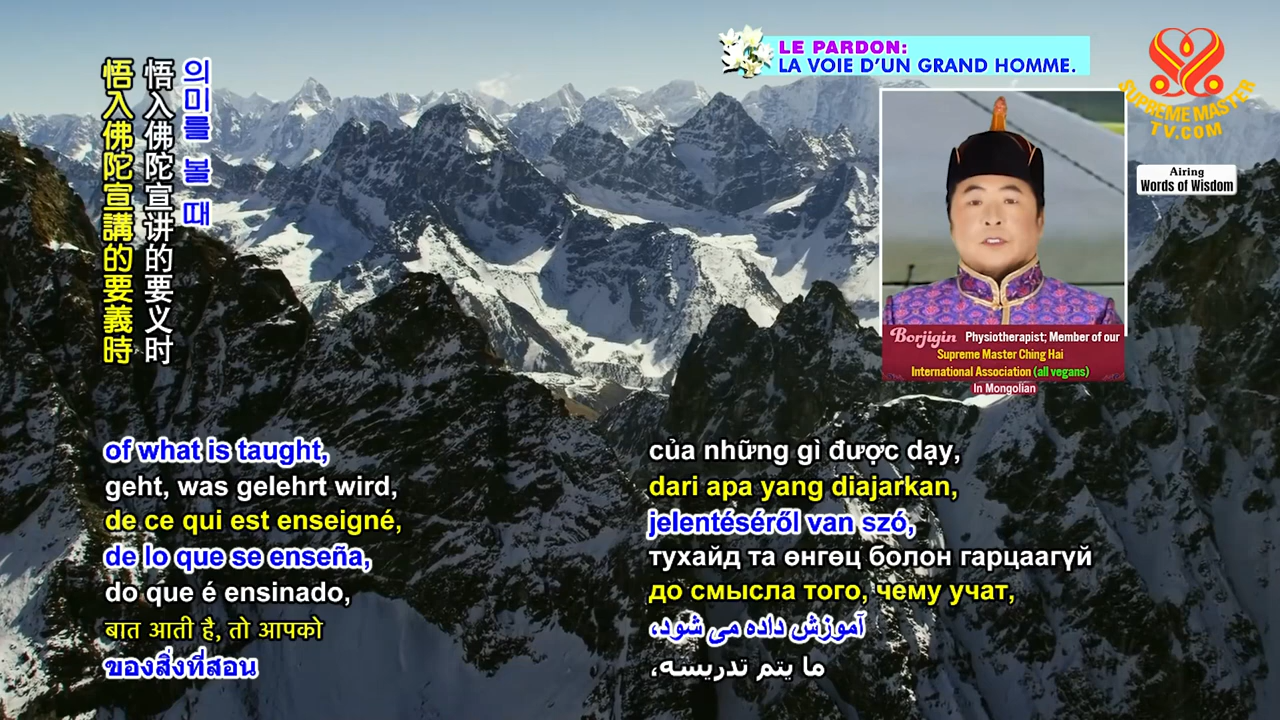 의미를 볼 때
悟入佛陀宣讲的要义时
悟入佛陀宣講的要義時
LE PARDON:
LA VOIE D'UN GRAND HOMME.
SUPREME MASTER
TV.COM
Airing
Words of Wisdom
Borjigin Physiotherapist; Member of our
Supreme Master Ching Hai
International Association (all vegans)
In Mongolian
of what is taught,
geht, was gelehrt wird,
de ce qui est enseigné,
de lo que se enseña,
do que é ensinado,
बात आती है, तो आपको
ของสิ่งที่สอน
của những gì được dạy,
dari apa yang diajarkan,
jelentéséről van szó,
тухайд та өнгөц болон гарцаагүй
до смысла того, чему учат,
آموزش داده می شود،
ما يتم تدريسه،